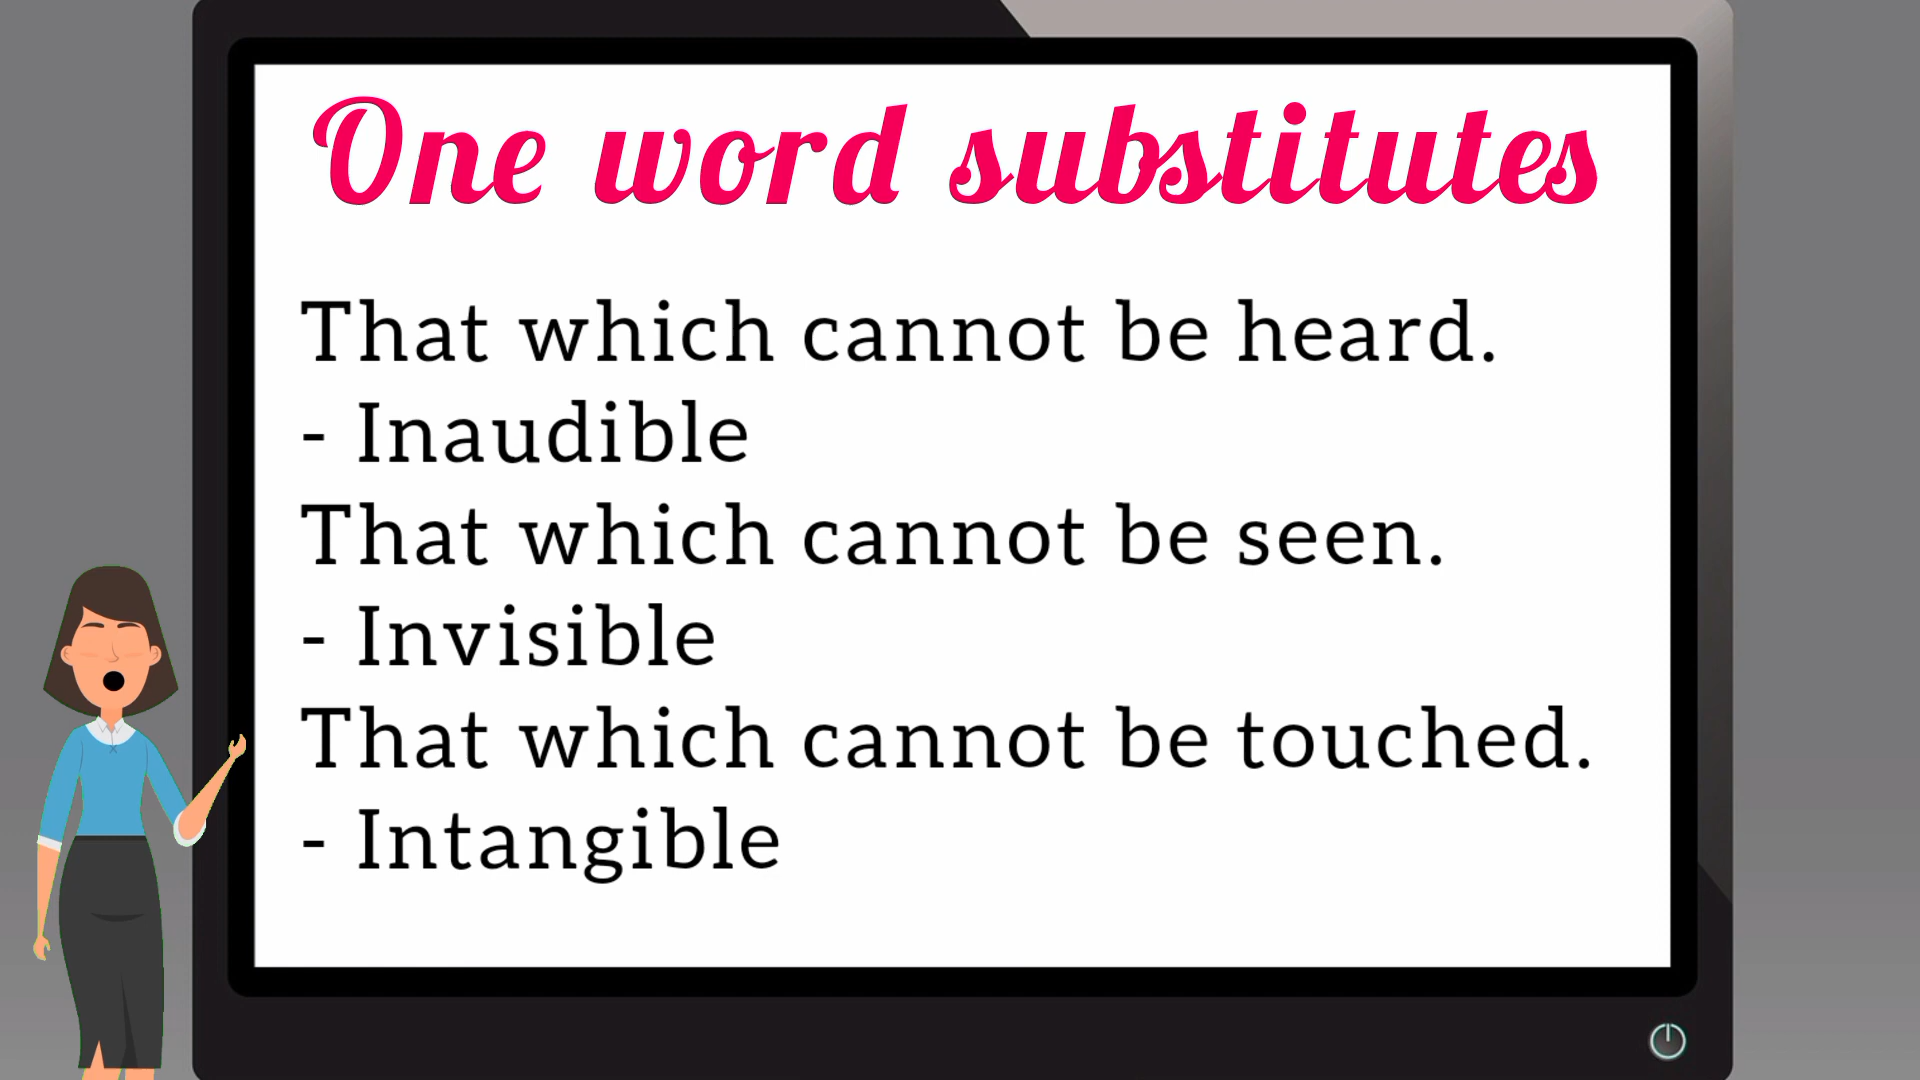 One word substitutes
That which cannot be heard.
- Inaudible
That which cannot be seen.
- Invisible
That which cannot be touched.
- Intangible